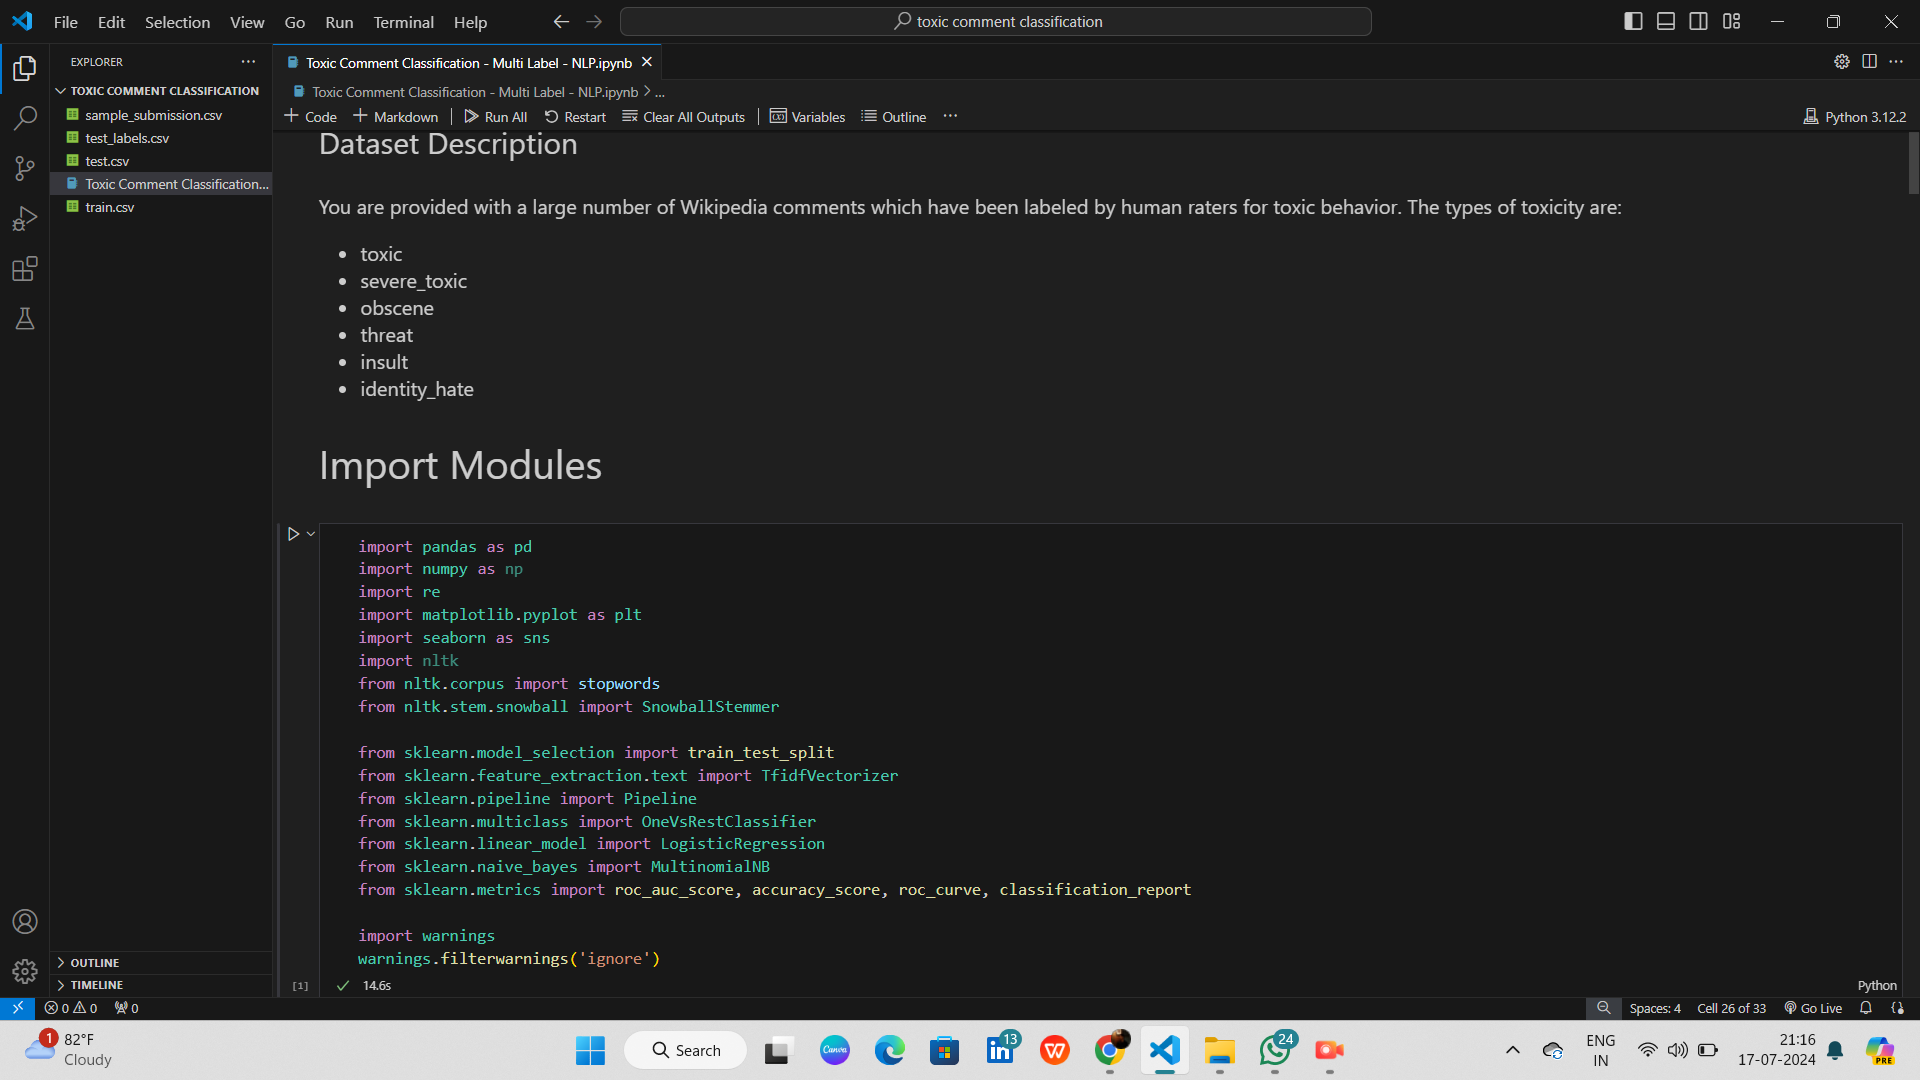 File Edit Selection View Go Run Terminal Help
toxic comment classification
EXPLORER
TOXIC COMMENT CLASSIFICATION
sample_submission.csv
test_labels.csv
test.csv
Toxic Comment Classification...
train.csv
OUTLINE
TIMELINE
Toxic Comment Classification - Multi Label - NLP.ipynb
Toxic Comment Classification - Multi Label - NLP.ipynb > ...
Code Markdown Run All Restart Clear All Outputs Variables Outline ... Python 3.12.2
Dataset Description
You are provided with a large number of Wikipedia comments which have been labeled by human raters for toxic behavior. The types of toxicity are:
• toxic
• severe_toxic
• obscene
• threat
• insult
• identity_hate
Import Modules
import pandas as pd
import numpy as np
import re
import matplotlib.pyplot as plt
import seaborn as sns
import nltk
from nltk.corpus import stopwords
from nltk.stem.snowball import SnowballStemmer
from sklearn.model_selection import train_test_split
from sklearn.feature_extraction.text import TfidfVectorizer
from sklearn.pipeline import Pipeline
from sklearn.multiclass import OneVsRestClassifier
from sklearn.linear_model import LogisticRegression
from sklearn.naive_bayes import MultinomialNB
from sklearn.metrics import roc_auc_score, accuracy_score, roc_curve, classification_report
import warnings
warnings.filterwarnings('ignore')
[1] 14.6s Python
0 0 0 Spaces: 4 Cell 26 of 33 Go Live
1 82°F
Cloudy
Search
Canva
13
24
ENG
IN
21:16
17-07-2024
PRE